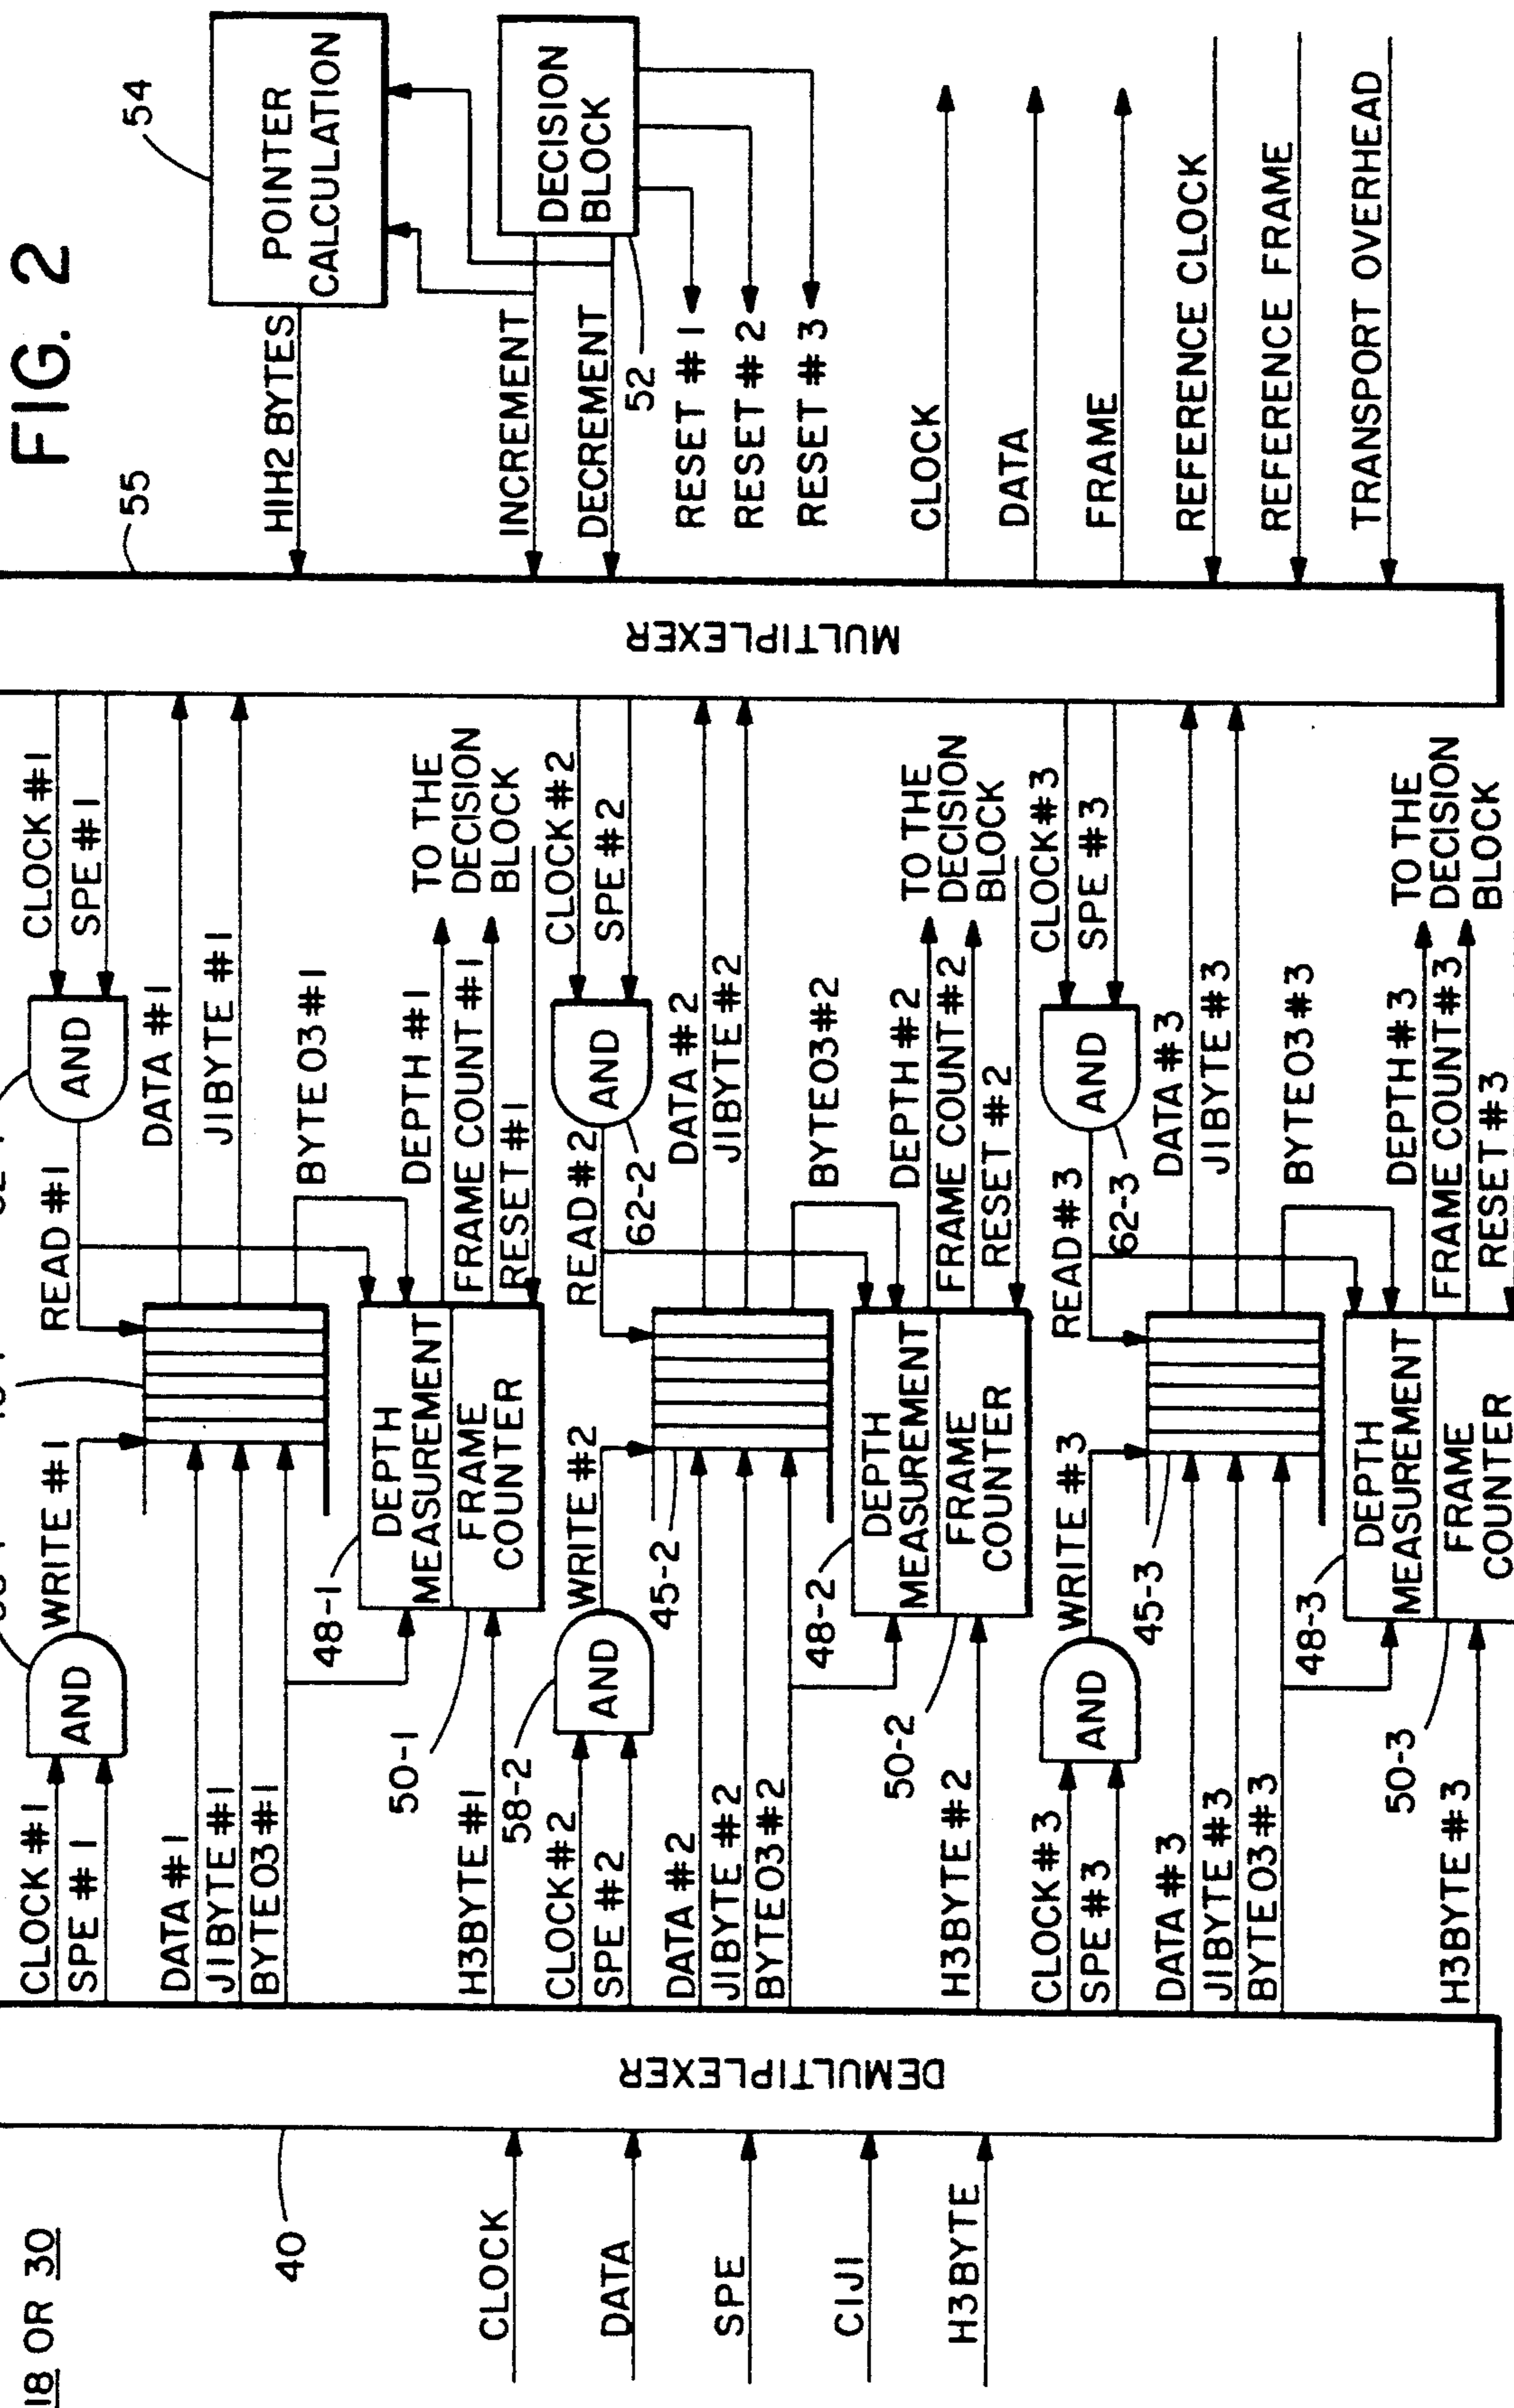 FIG. 2
18 OR 30
40
CLOCK
DATA
SPE
C1J1
H3BYTE
DEMULTIPLEXER
CLOCK #1
SPE #1
DATA #1
J1BYTE #1
BYTE03 #1
H3BYTE #1
AND
WRITE #1
READ #1
AND
CLOCK #1
SPE #1
DATA #1
J1BYTE #1
BYTE 03 #1
48-1
DEPTH
MEASUREMENT
FRAME
COUNTER
50-1
DEPTH #1
FRAME COUNT #1
RESET #1
TO THE
DECISION
BLOCK
58-2
CLOCK #2
SPE #2
DATA #2
J1BYTE #2
BYTE03 #2
H3BYTE #2
AND
WRITE #2
45-2
READ #2
AND
62-2
CLOCK #2
SPE #2
DATA #2
J1BYTE #2
BYTE03 #2
48-2
DEPTH
MEASUREMENT
FRAME
COUNTER
50-2
DEPTH #2
FRAME COUNT #2
RESET #2
TO THE
DECISION
BLOCK
CLOCK #3
SPE #3
DATA #3
J1BYTE #3
BYTE 03 #3
H3BYTE #3
AND
WRITE #3
45-3
READ #3
AND
62-3
CLOCK #3
SPE #3
DATA #3
J1BYTE #3
BYTE03 #3
48-3
DEPTH
MEASUREMENT
FRAME
COUNTER
50-3
DEPTH #3
FRAME COUNT #3
RESET #3
TO THE
DECISION
BLOCK
55
MULTIPLEXER
H1H2 BYTES
54
POINTER
CALCULATION
INCREMENT
DECREMENT
DECISION
BLOCK
52
RESET #1
RESET #2
RESET #3
CLOCK
DATA
FRAME
REFERENCE CLOCK
REFERENCE FRAME
TRANSPORT OVERHEAD